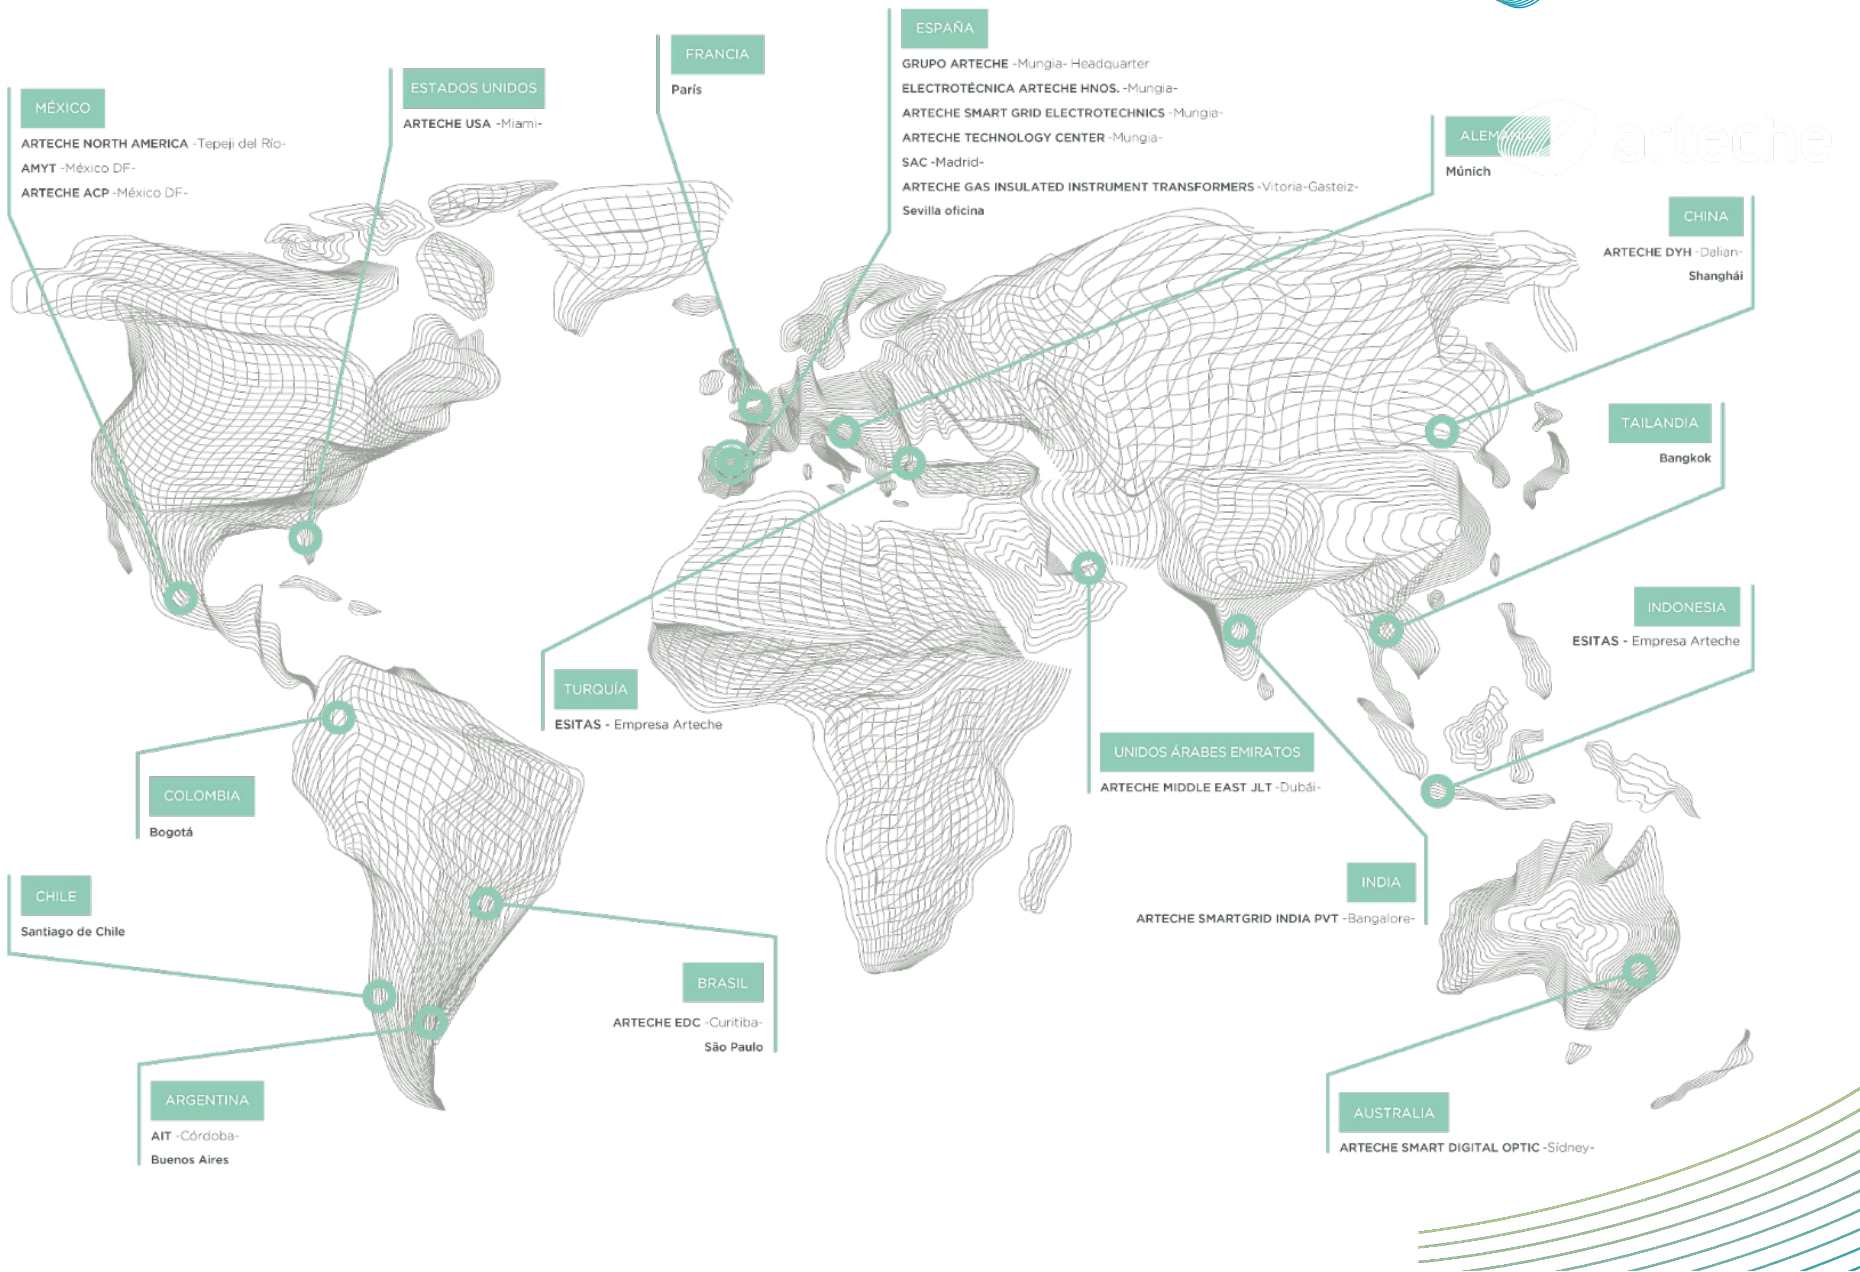 MÉXICO
ARTECHE NORTH AMERICA -Tepeji del Río-
AMYT -México DF-
ARTECHE ACP -México DF-
ESTADOS UNIDOS
ARTECHE USA -Miami-
FRANCIA
París
ESPAÑA
GRUPO ARTECHE -Mungia- Headquarter
ELECTROTÉCNICA ARTECHE HNOS. -Mungia-
ARTECHE SMART GRID ELECTROTECHNICS -Mungia-
ARTECHE TECHNOLOGY CENTER -Mungia-
SAC -Madrid-
ARTECHE GAS INSULATED INSTRUMENT TRANSFORMERS -Vitoria-Gasteiz-
Sevilla oficina
ALEMANIA
Múnich
arteche
CHINA
ARTECHE DYH -Dalian-
Shanghái
TAILANDIA
Bangkok
INDONESIA
ESITAS - Empresa Arteche
TURQUÍA
ESITAS - Empresa Arteche
UNIDOS ÁRABES EMIRATOS
ARTECHE MIDDLE EAST JLT -Dubái-
COLOMBIA
Bogotá
INDIA
ARTECHE SMARTGRID INDIA PVT -Bangalore-
CHILE
Santiago de Chile
BRASIL
ARTECHE EDC -Curitiba-
São Paulo
ARGENTINA
AIT -Córdoba-
Buenos Aires
AUSTRALIA
ARTECHE SMART DIGITAL OPTIC -Sídney-